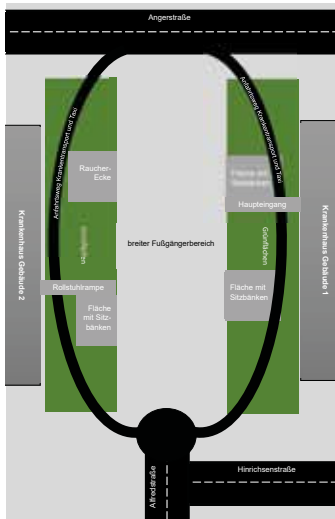 Angerstraße
Anfahrtsweg Krankentransport und Taxi
Anfahrtsweg Krankentransport und Taxi
Raucher-
Ecke
Haupteingang
Krankenhaus Gebäude 2
breiter Fußgängerbereich
Grünflächen
Krankenhaus Gebäude 1
Rollstuhlrampe
Fläche mit
Sitzbänken
Fläche
mit Sitz-
bänken
Hinrichsenstraße
Alfredstraße